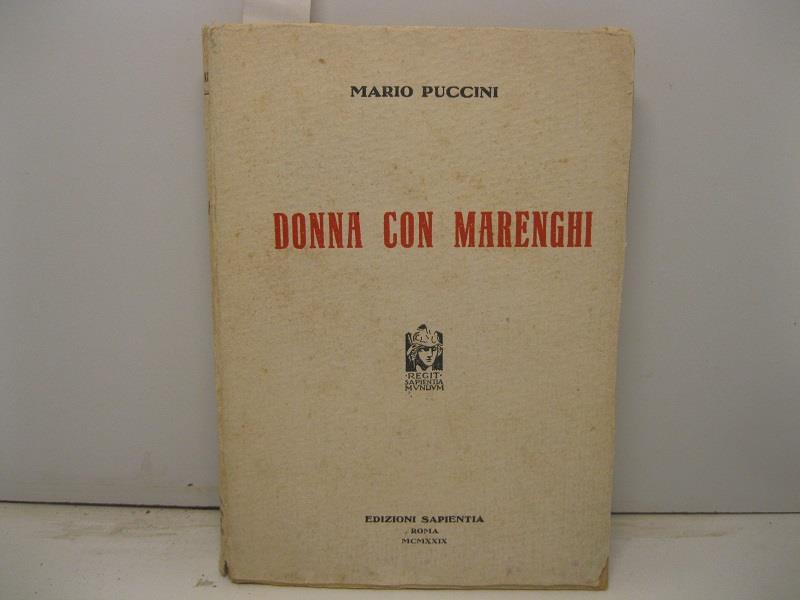 MARIO PUCCINI
DONNA CON MARENGHI
·REGIT·
SAPIENTIA
MVNDVM
EDIZIONI SAPIENTIA
ROMA
MCMXXIX